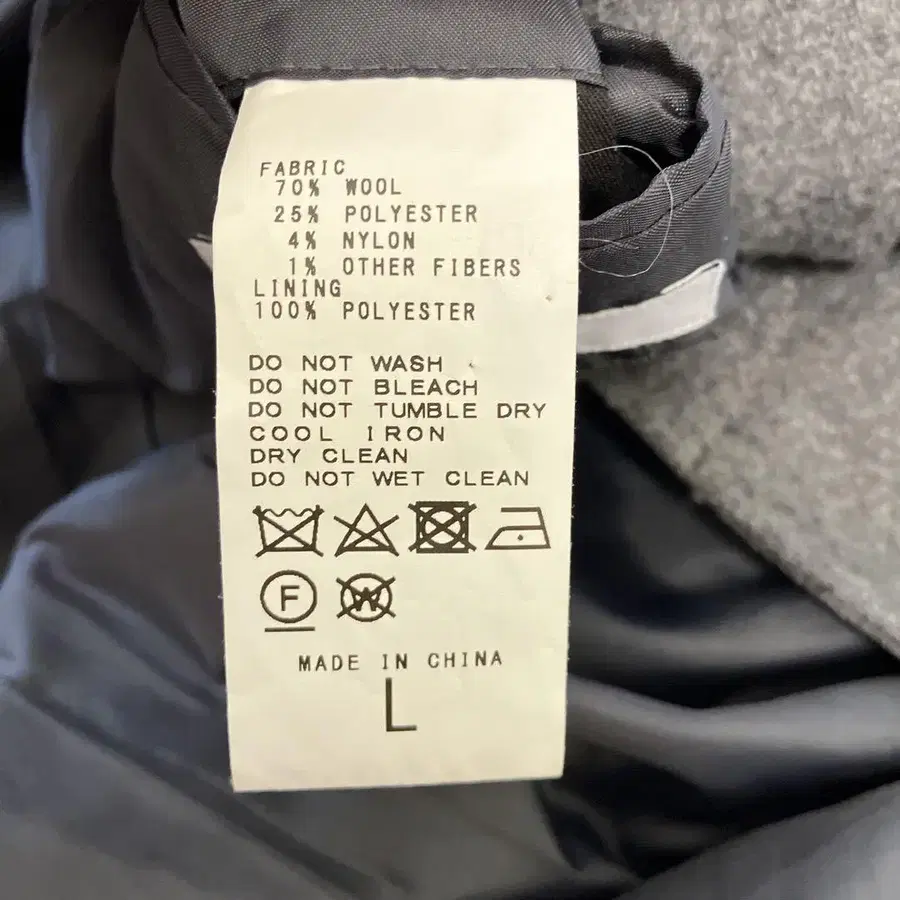 FABRIC
70% WOOL
25% POLYESTER
4% NYLON
1% OTHER FIBERS
LINING
100% POLYESTER
DO NOT WASH
DO NOT BLEACH
DO NOT TUMBLE DRY
COOL IRON
DRY CLEAN
DO NOT WET CLEAN
F W
MADE IN CHINA
L